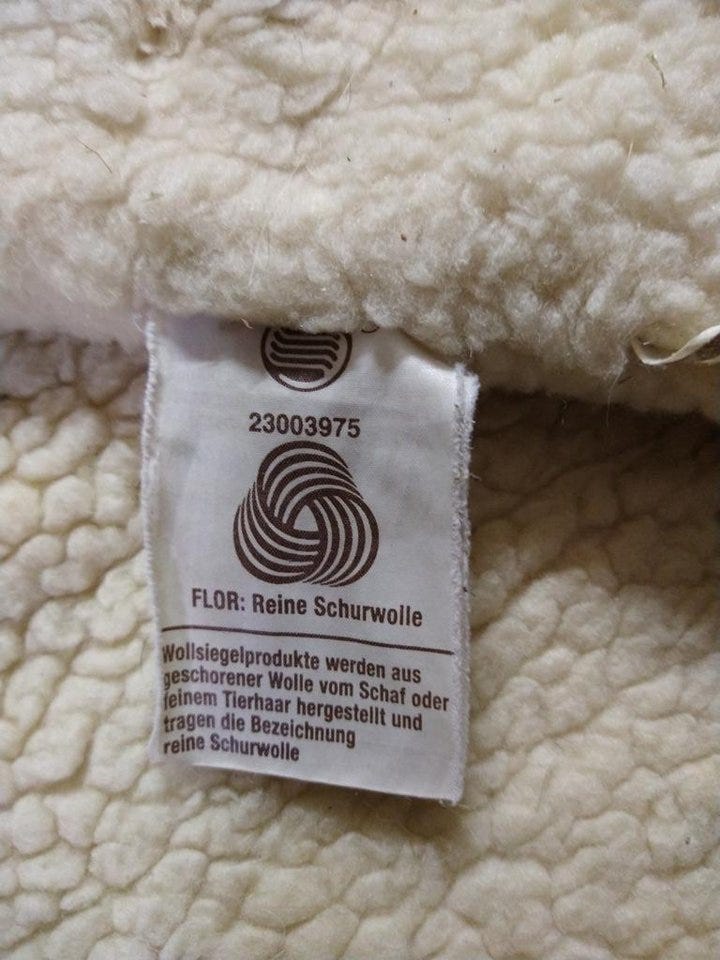 23003975
FLOR: Reine Schurwolle
Wollsiegelprodukte werden aus
geschorener Wolle vom Schaf oder
feinem Tierhaar hergestellt und
tragen die Bezeichnung
reine Schurwolle